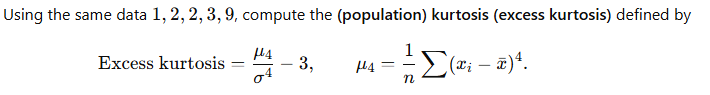 Using the same data 1, 2, 2, 3, 9, compute the (population) kurtosis (excess kurtosis) defined by
Excess kurtosis = μ₄/σ⁴ − 3,    μ₄ = 1/n ∑(xᵢ − x̄)⁴.